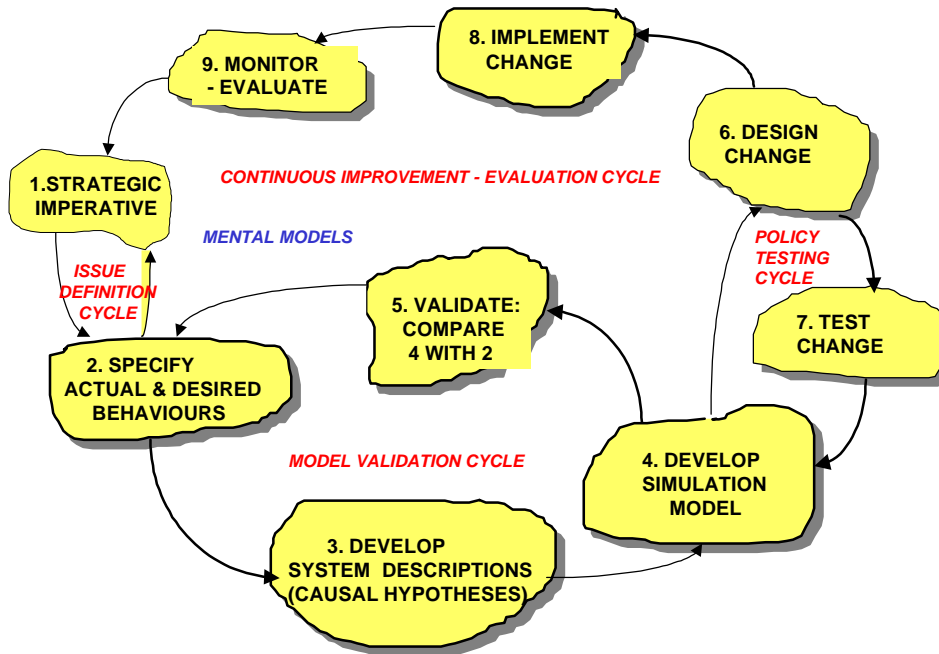 8. IMPLEMENT
CHANGE
9. MONITOR
- EVALUATE
6. DESIGN
CHANGE
1.STRATEGIC
IMPERATIVE
CONTINUOUS IMPROVEMENT - EVALUATION CYCLE
MENTAL MODELS
POLICY
TESTING
CYCLE
ISSUE
DEFINITION
CYCLE
5. VALIDATE:
COMPARE
4 WITH 2
7. TEST
CHANGE
2. SPECIFY
ACTUAL & DESIRED
BEHAVIOURS
MODEL VALIDATION CYCLE
4. DEVELOP
SIMULATION
MODEL
3. DEVELOP
SYSTEM DESCRIPTIONS
(CAUSAL HYPOTHESES)